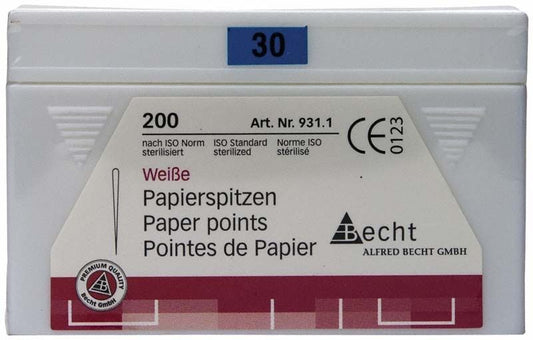 30
200 Art. Nr. 931.1
nach ISO Norm ISO Standard Norme ISO
sterilisiert sterilized stérilisé
CE 0123
Weiße
Papierspitzen
Paper points
Pointes de Papier
Becht
ALFRED BECHT GMBH
PREMIUM QUALITY
Becht GmbH